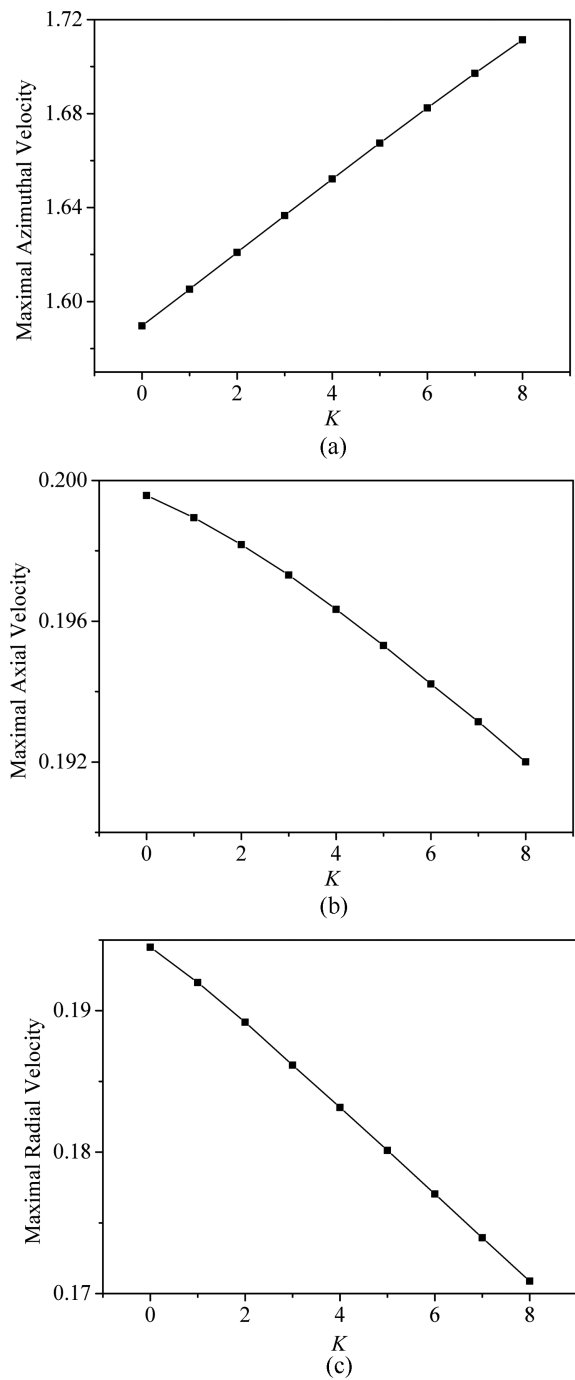 1.72
1.68
1.64
1.60
Maximal Azimuthal Velocity
0 2 4 6 8
K
(a)
0.200
0.196
0.192
Maximal Axial Velocity
0 2 4 6 8
K
(b)
0.19
0.18
0.17
Maximal Radial Velocity
0 2 4 6 8
K
(c)